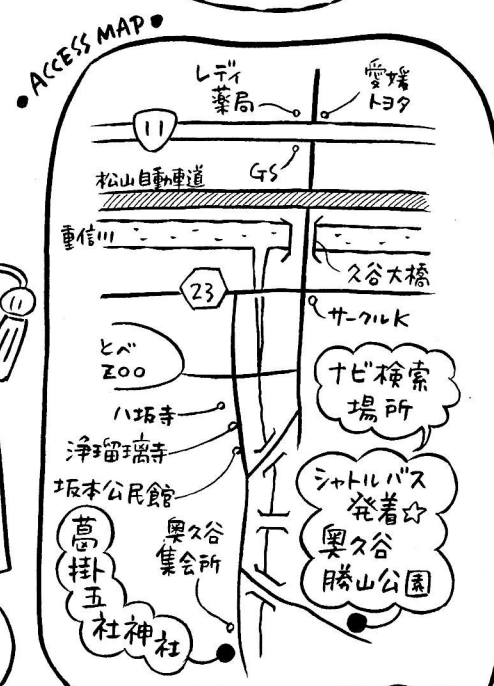 •ACCESS MAP•
レディ
薬局
愛媛
トヨタ
11
GS
松山自動車道
重信川
久谷大橋
23
サークルK
とべ
ZOO
ナビ検索
場所
八坂寺
浄瑠璃寺
坂本公民館
シャトルバス
発着☆
奥久谷
勝山公園
奥久谷
集会所
葛掛五社神社